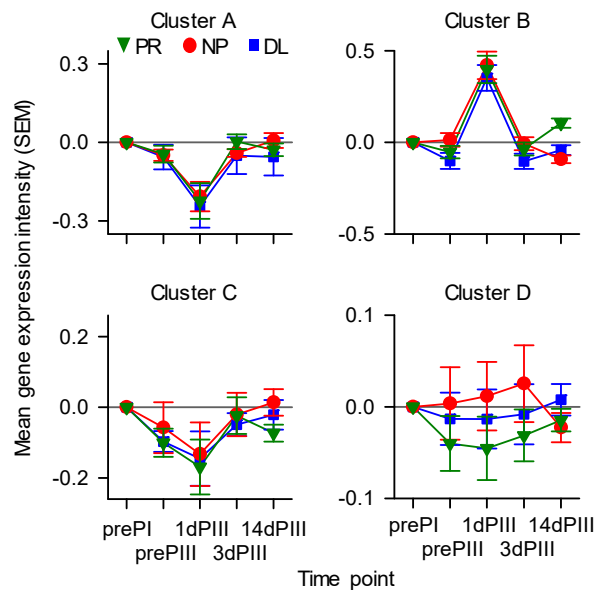 Cluster A
Cluster B
PR NP DL
Mean gene expression intensity (SEM)
0.3
0.0
-0.3
0.5
0.0
-0.5
Cluster C
Cluster D
0.2
0.0
-0.2
0.1
0.0
-0.1
prePI 1dPIII 14dPIII
prePIII 3dPIII
prePI 1dPIII 14dPIII
prePIII 3dPIII
Time point